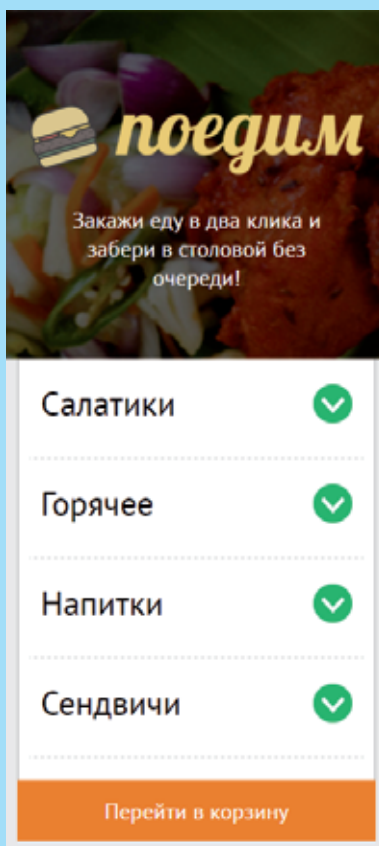 поедим
Закажи еду в два клика и
забери в столовой без
очереди!
Салатики
Горячее
Напитки
Сендвичи
Перейти в корзину